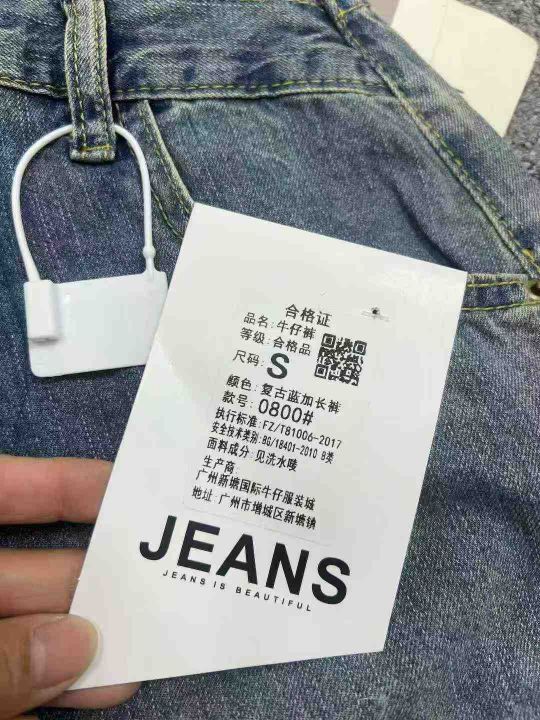 合格证
品名:牛仔裤
等级:合格品
尺码: S
颜色:复古蓝加长裤
款号:0800#
执行标准:FZ/T81006-2017
安全技术类别:BG/18401-2010 B类
面料成分:见洗水唛
生产商:
广州新塘国际牛仔服装城
地址:广州市增城区新塘镇
JEANS
JEANS IS BEAUTIFUL